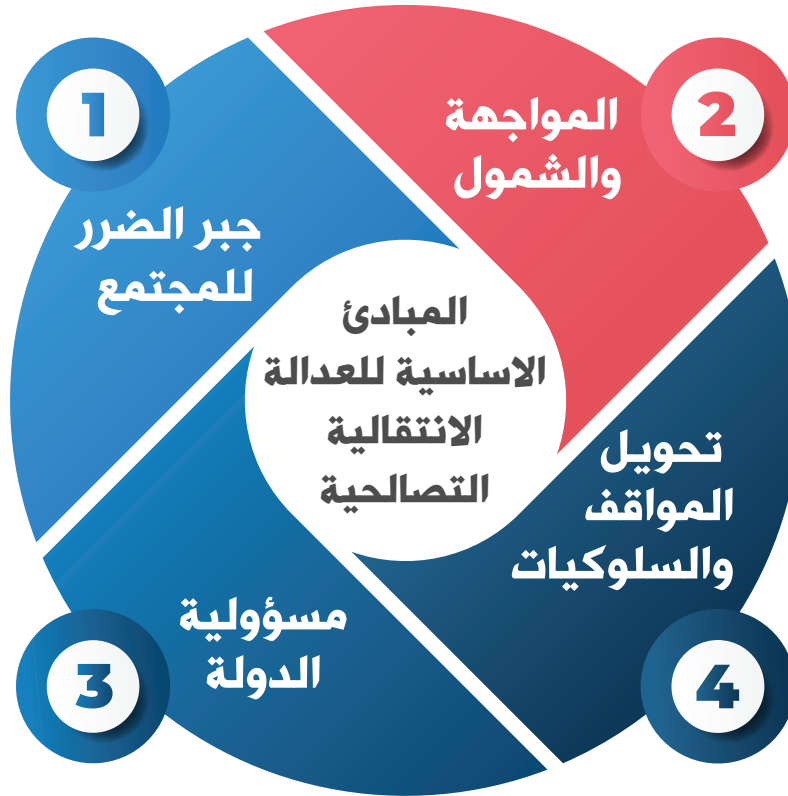 المبادئ
الاساسية للعدالة
الانتقالية
التصالحية
1
جبر الضرر
للمجتمع
2
المواجهة
والشمول
3
مسؤولية
الدولة
4
تحويل
المواقف
والسلوكيات